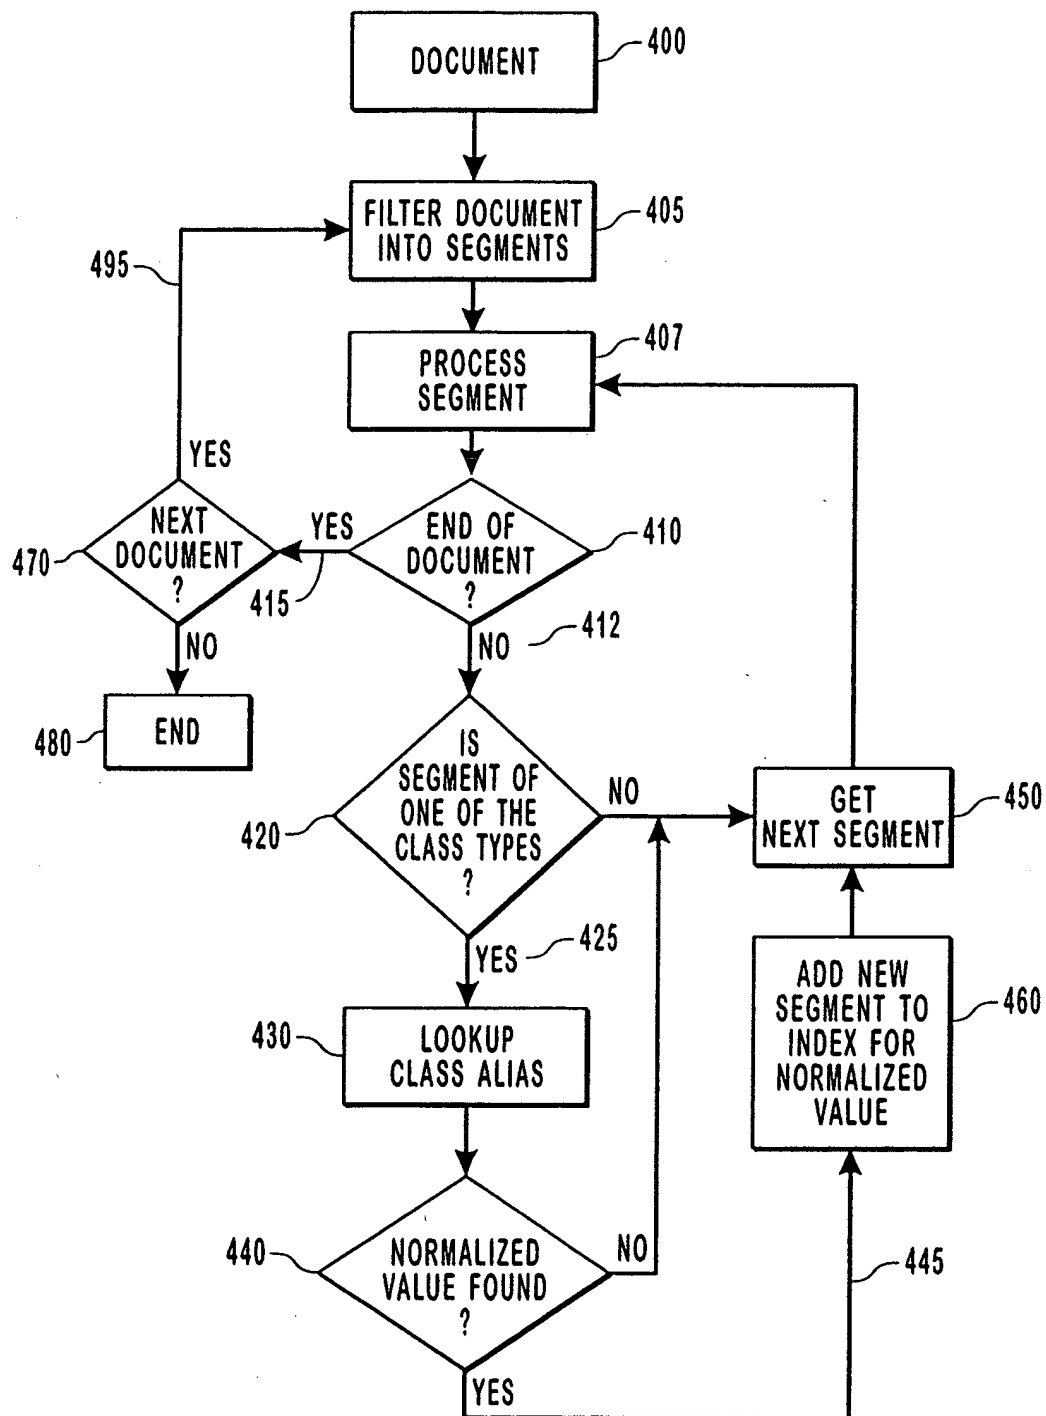 DOCUMENT
400
FILTER DOCUMENT
INTO SEGMENTS
405
495
PROCESS
SEGMENT
407
YES
NEXT
DOCUMENT
?
470
YES
415
END OF
DOCUMENT
?
410
NO
NO
412
END
480
IS
SEGMENT OF
ONE OF THE
CLASS TYPES
?
420
NO
GET
NEXT SEGMENT
450
YES
425
LOOKUP
CLASS ALIAS
430
ADD NEW
SEGMENT TO
INDEX FOR
NORMALIZED
VALUE
460
NORMALIZED
VALUE FOUND
?
440
NO
445
YES